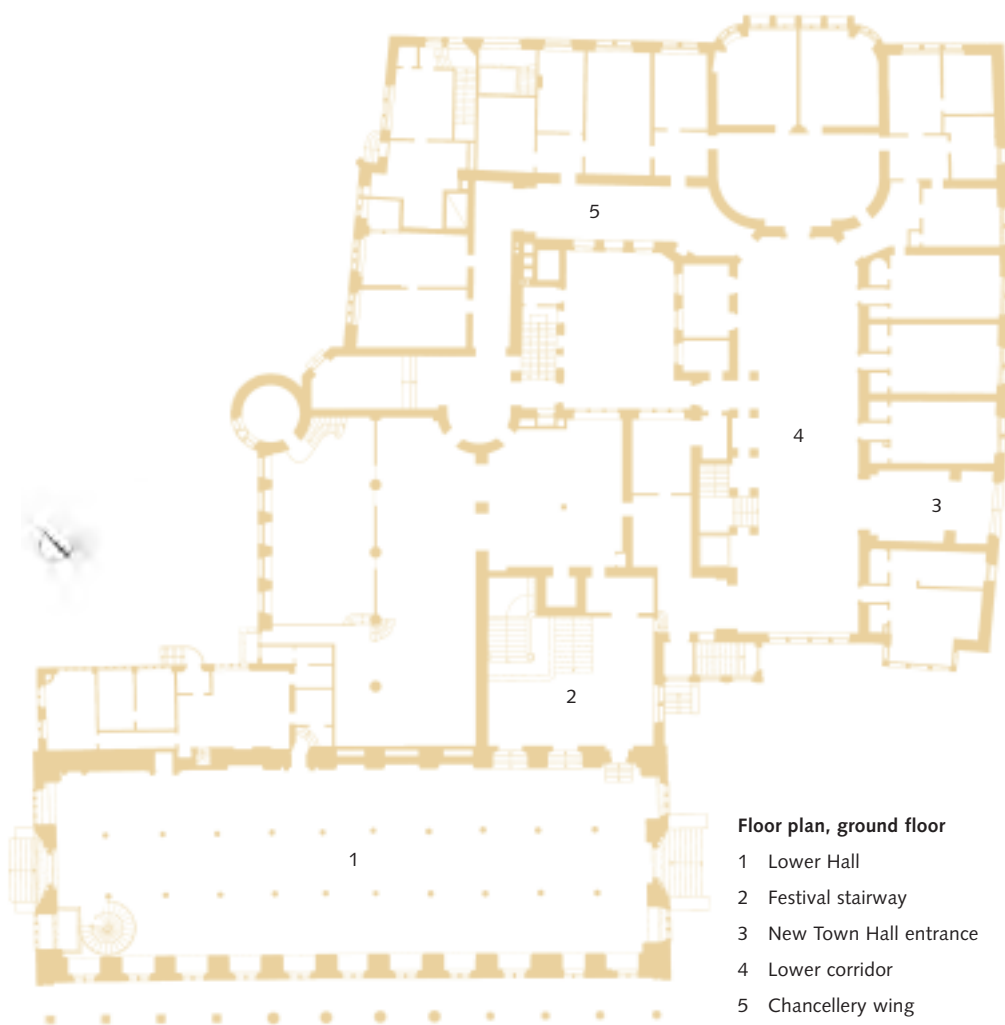 5
4
3
2
1
Floor plan, ground floor
1 Lower Hall
2 Festival stairway
3 New Town Hall entrance
4 Lower corridor
5 Chancellery wing